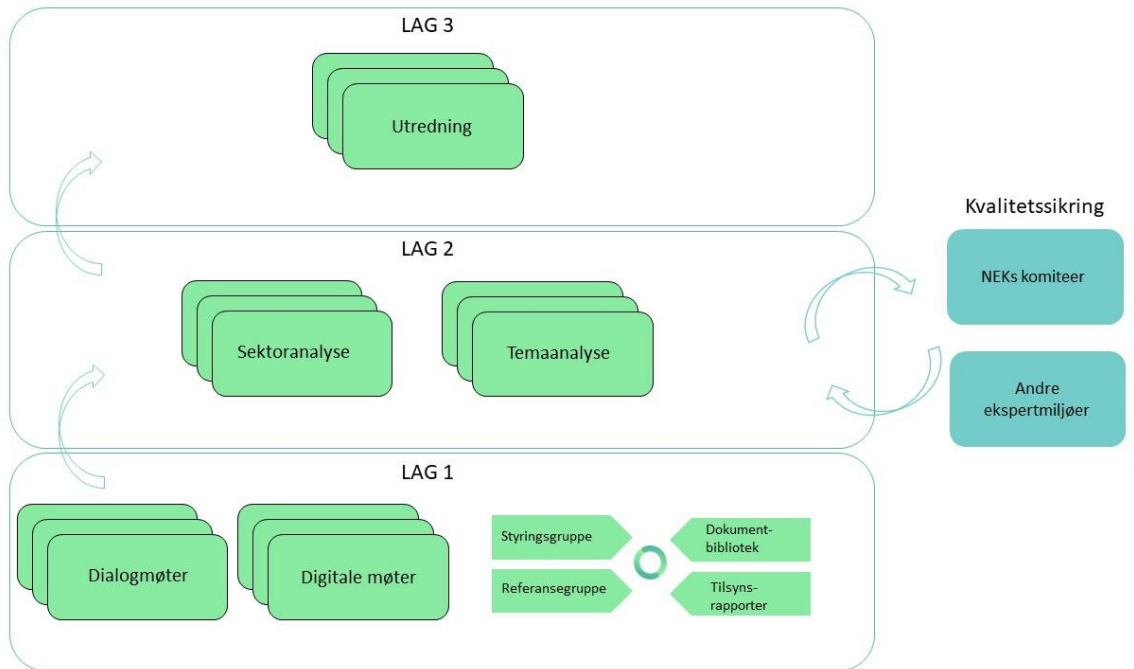 LAG 3
Utredning
LAG 2
Sektoranalyse
Temaanalyse
Kvalitetssikring
NEKs komiteer
Andre
ekspertmiljøer
LAG 1
Dialogmøter
Digitale møter
Styringsgruppe
Referansegruppe
Dokument-
bibliotek
Tilsyns-
rapporter